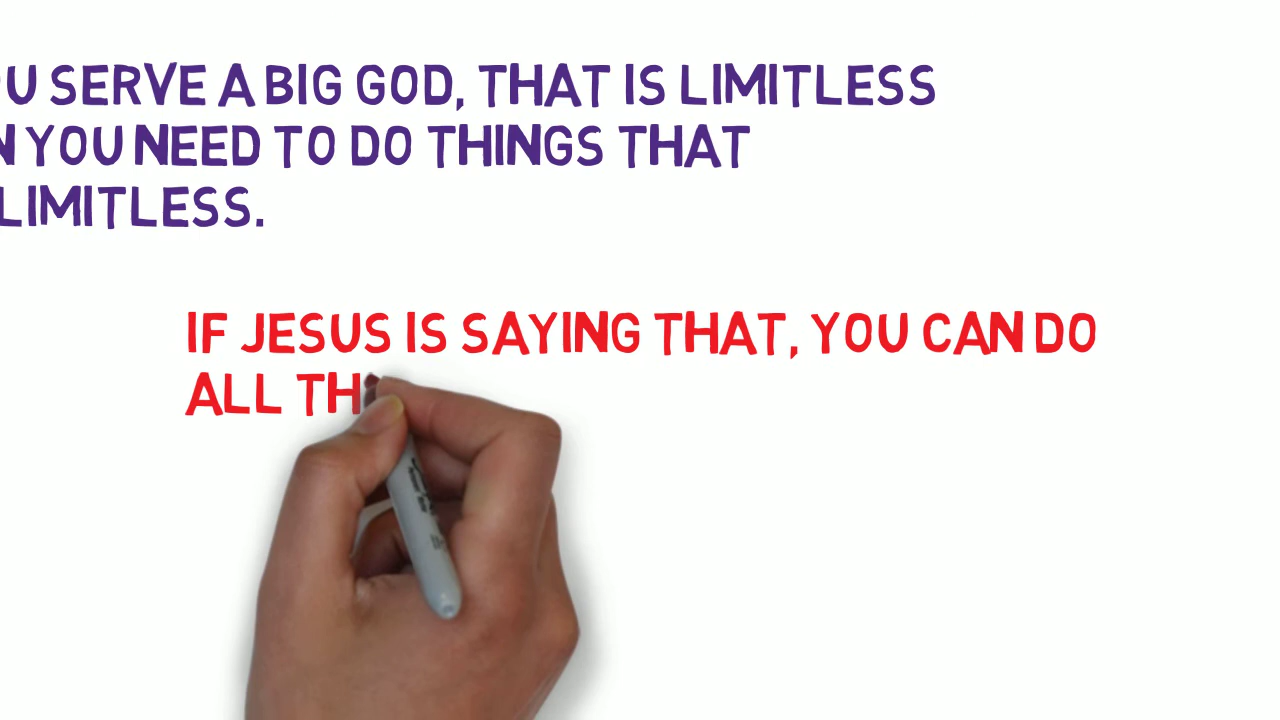 U SERVE A BIG GOD, THAT IS LIMITLESS
N YOU NEED TO DO THINGS THAT
LIMITLESS.
IF JESUS IS SAYING THAT, YOU CAN DO
ALL TH